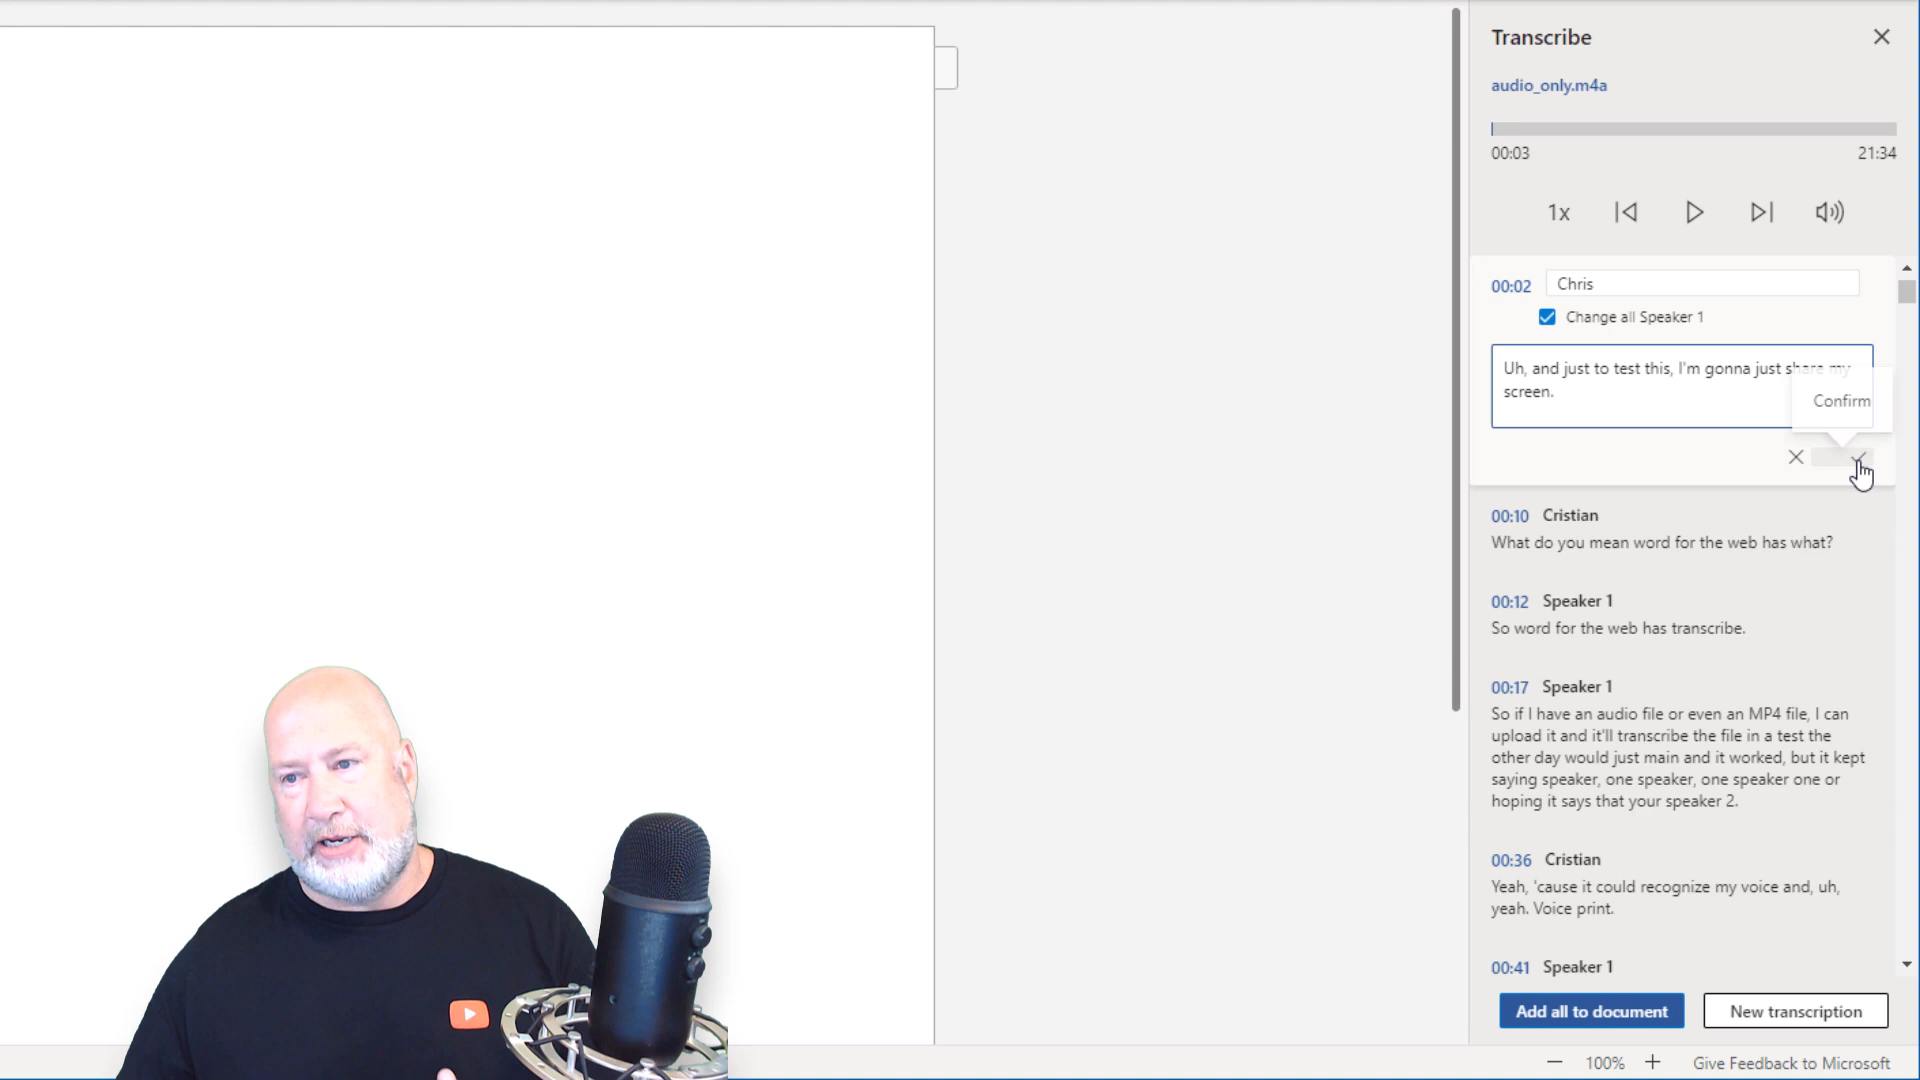 Transcribe
audio_only.m4a
00:03 21:34
1x
00:02 Chris
Change all Speaker 1
Uh, and just to test this, I'm gonna just share my
screen.
Confirm
00:10 Cristian
What do you mean word for the web has what?
00:12 Speaker 1
So word for the web has transcribe.
00:17 Speaker 1
So if I have an audio file or even an MP4 file, I can
upload it and it'll transcribe the file in a test the
other day would just main and it worked, but it kept
saying speaker, one speaker, one speaker one or
hoping it says that your speaker 2.
00:36 Cristian
Yeah, 'cause it could recognize my voice and, uh,
yeah. Voice print.
00:41 Speaker 1
Add all to document New transcription
100% Give Feedback to Microsoft